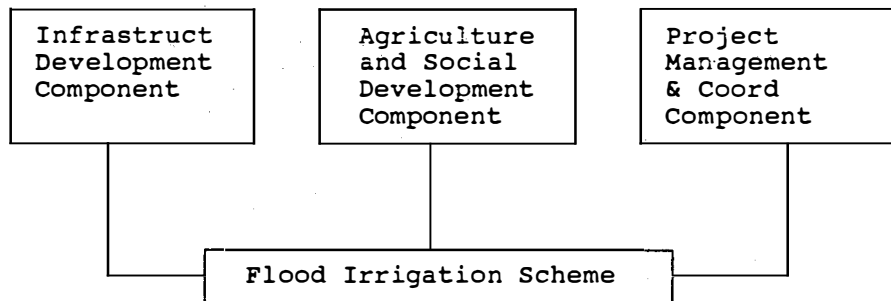 Infrastruct
Development
Component
Agriculture
and Social
Development
Component
Project
Management
& Coord
Component
Flood Irrigation Scheme